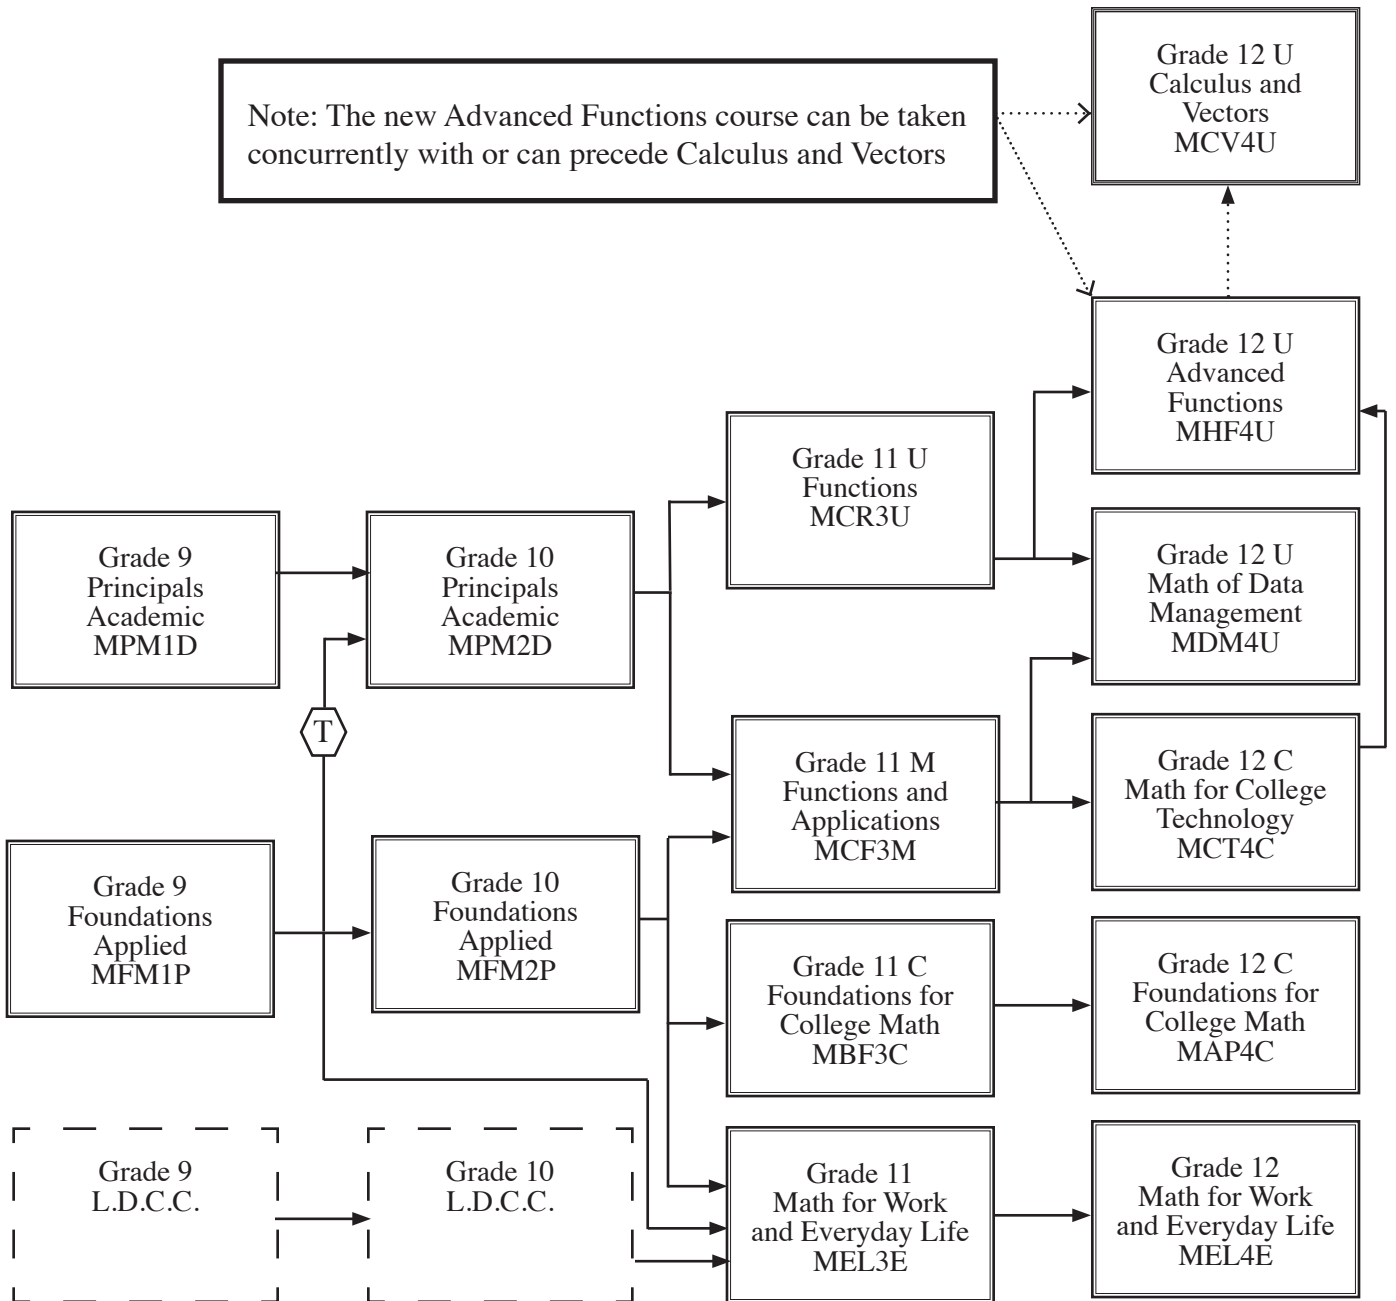 Grade 12 U
Calculus and
Vectors
MCV4U
Note: The new Advanced Functions course can be taken
concurrently with or can precede Calculus and Vectors
Grade 12 U
Advanced
Functions
MHF4U
Grade 11 U
Functions
MCR3U
Grade 9
Principals
Academic
MPM1D
Grade 10
Principals
Academic
MPM2D
Grade 12 U
Math of Data
Management
MDM4U
T
Grade 11 M
Functions and
Applications
MCF3M
Grade 12 C
Math for College
Technology
MCT4C
Grade 9
Foundations
Applied
MFM1P
Grade 10
Foundations
Applied
MFM2P
Grade 11 C
Foundations for
College Math
MBF3C
Grade 12 C
Foundations for
College Math
MAP4C
Grade 9
L.D.C.C.
Grade 10
L.D.C.C.
Grade 11
Math for Work
and Everyday Life
MEL3E
Grade 12
Math for Work
and Everyday Life
MEL4E